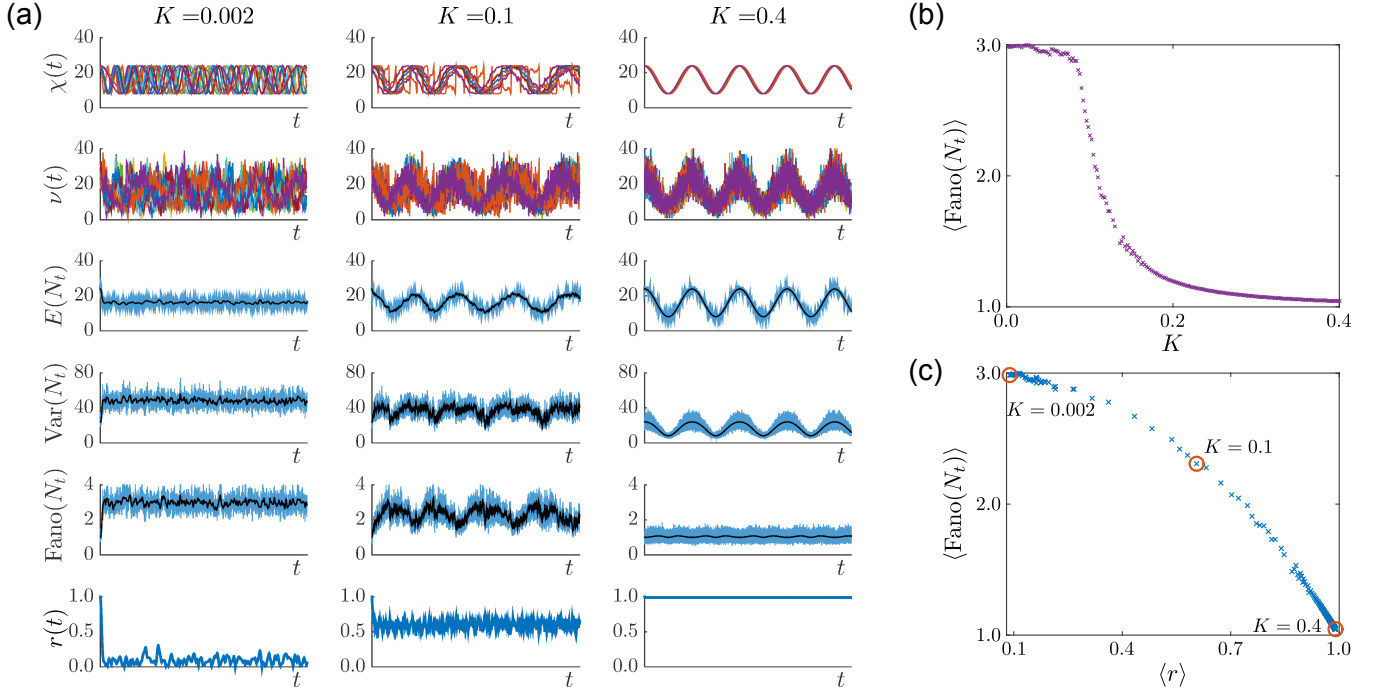 (a)
K =0.002
K =0.1
K =0.4
χ(t)
40
20
0
t
40
20
0
t
40
20
0
t
ν(t)
40
20
0
t
40
20
0
t
40
20
0
t
E(N_t)
40
20
0
t
40
20
0
t
40
20
0
t
Var(N_t)
80
40
0
t
80
40
0
t
80
40
0
t
Fano(N_t)
4
2
0
t
4
2
0
t
4
2
0
t
r(t)
1.0
0.5
0.0
t
1.0
0.5
0.0
t
1.0
0.5
0.0
t
(b)
⟨Fano(N_t)⟩
3.0
2.0
1.0
0.0
0.2
0.4
K
(c)
⟨Fano(N_t)⟩
3.0
2.0
1.0
K = 0.002
K = 0.1
K = 0.4
0.1
0.4
0.7
1.0
⟨r⟩